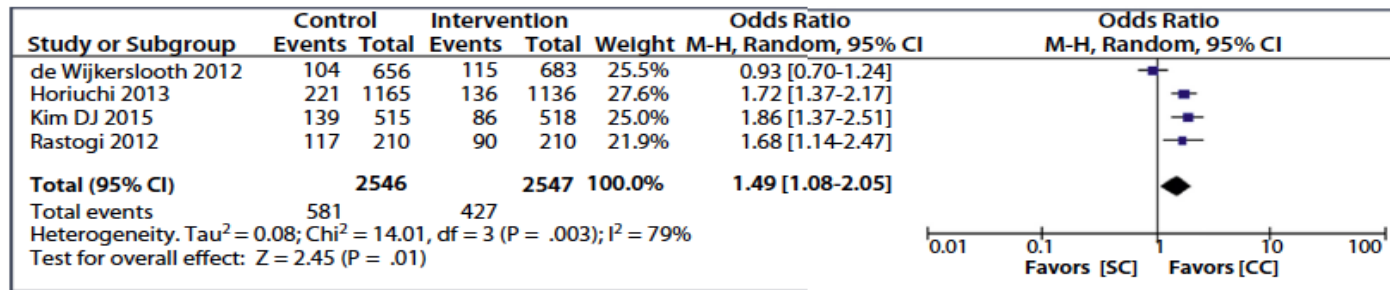 Control Intervention Odds Ratio Odds Ratio
Study or Subgroup Events Total Events Total Weight M-H, Random, 95% CI M-H, Random, 95% CI
de Wijkerslooth 2012 104 656 115 683 25.5% 0.93 [0.70-1.24]
Horiuchi 2013 221 1165 136 1136 27.6% 1.72 [1.37-2.17]
Kim DJ 2015 139 515 86 518 25.0% 1.86 [1.37-2.51]
Rastogi 2012 117 210 90 210 21.9% 1.68 [1.14-2.47]
Total (95% CI) 2546 2547 100.0% 1.49 [1.08-2.05]
Total events 581 427
Heterogeneity. Tau² = 0.08; Chi² = 14.01, df = 3 (P = .003); I² = 79%
Test for overall effect: Z = 2.45 (P = .01)
0.01 0.1 1 10 100
Favors [SC] Favors [CC]